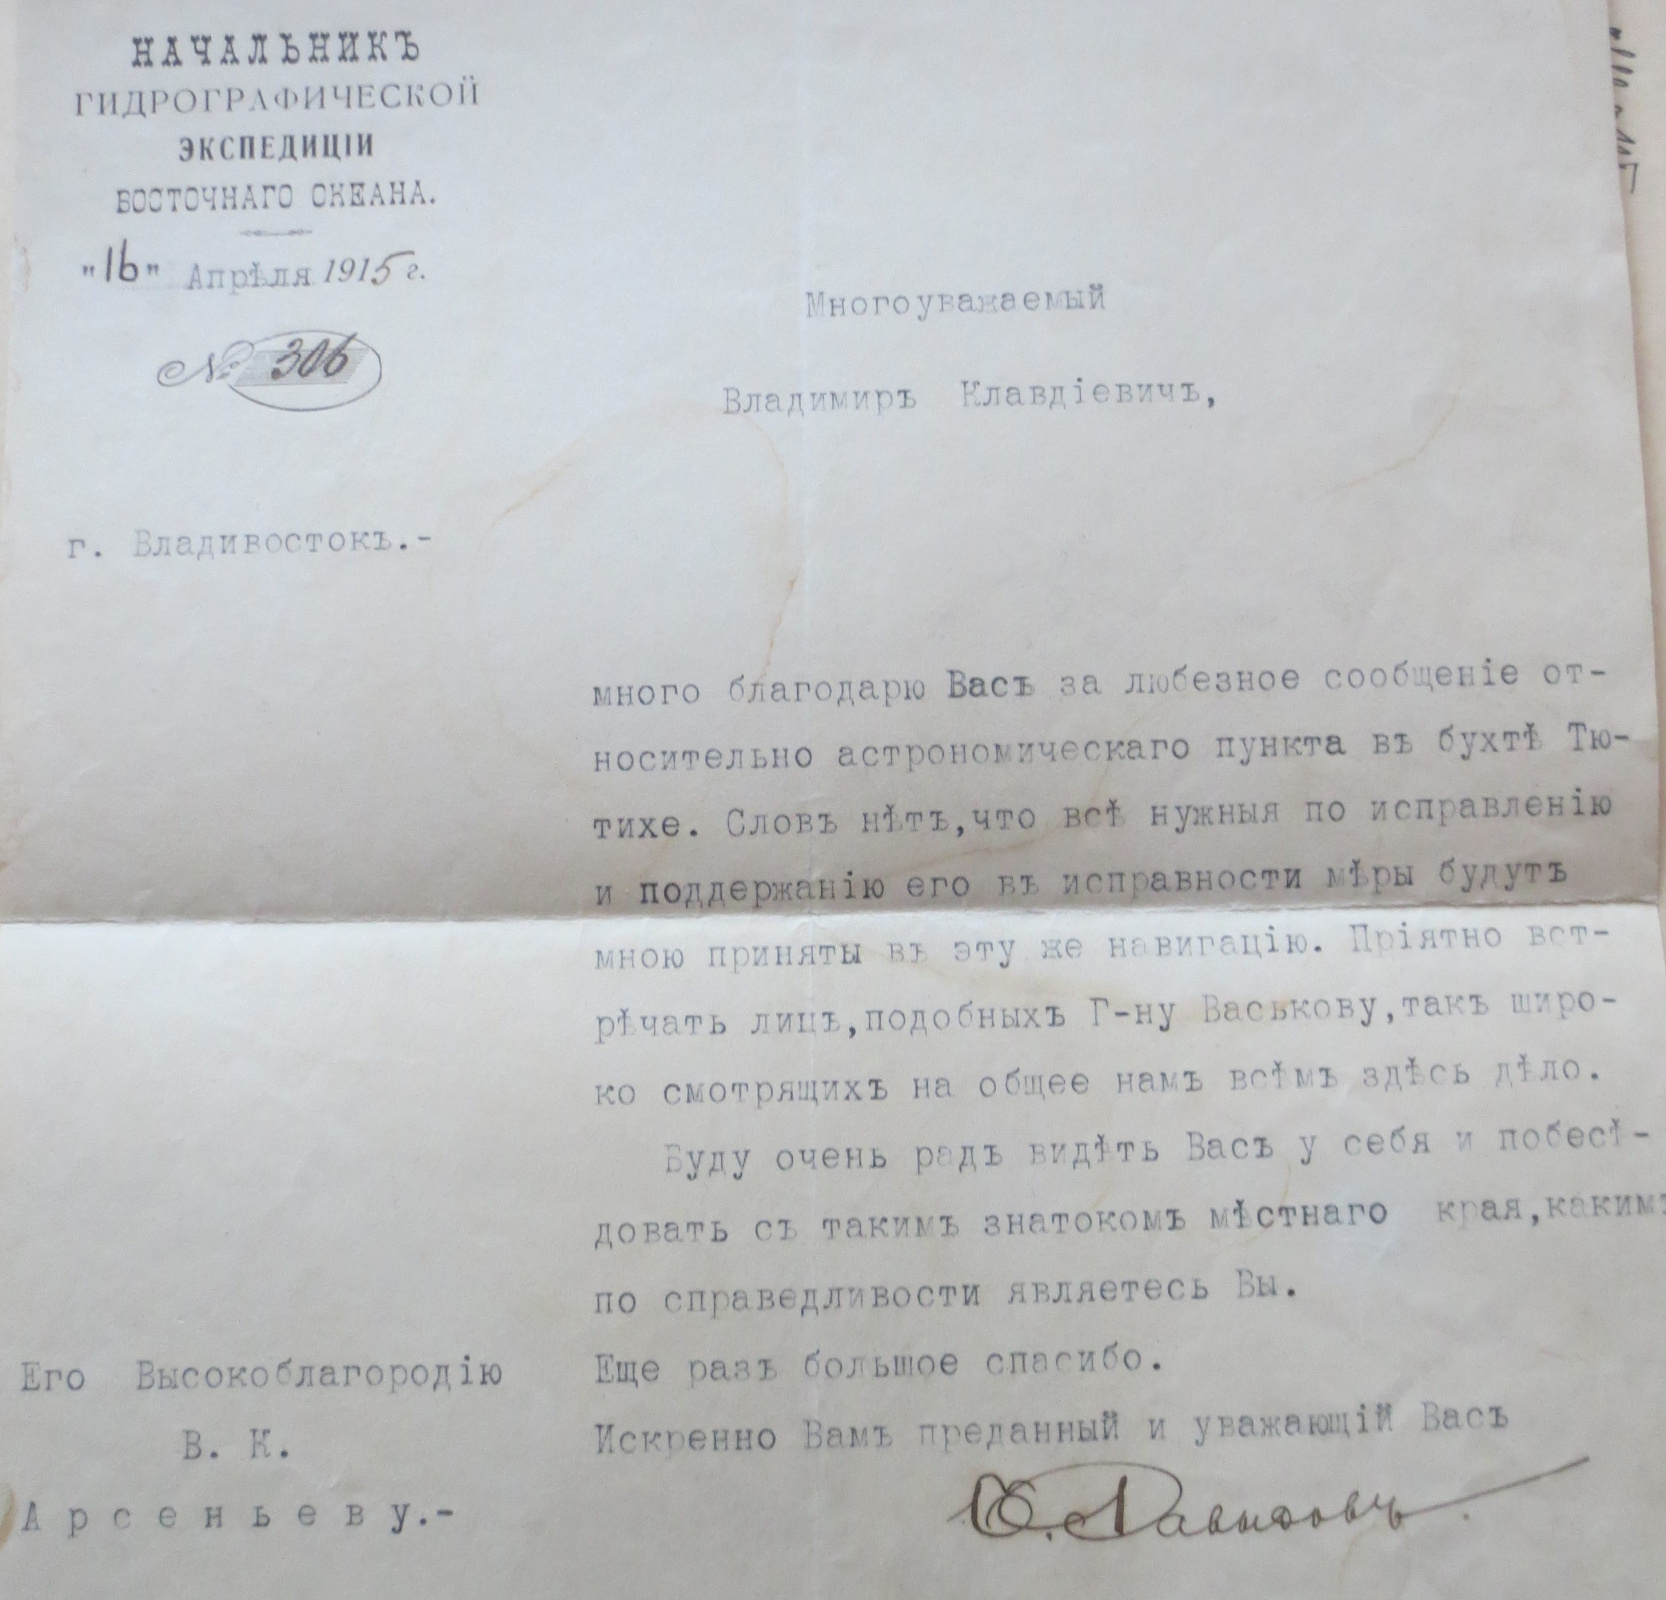 НАЧАЛЬНИКЪ
ГИДРОГРАФИЧЕСКОЙ
ЭКСПЕДИЦІИ
ВОСТОЧНАГО ОКЕАНА.
"16" Апрѣля 1915 г.
№ 306
Многоуважаемый
Владимиръ Клавдіевичъ,
г. Владивостокъ.-
много благодарю Васъ за любезное сообщеніе от-
носительно астрономическаго пункта въ бухтѣ Тю-
тихе. Словъ нѣтъ,что всѣ нужныя по исправленію
и поддержанію его въ исправности мѣры будутъ
мною приняты въ эту же навигацію. Пріятно вст-
рѣчать лицъ,подобныхъ Г-ну Васькову,такъ широ-
ко смотрящихъ на общее намъ всѣмъ здѣсь дѣло.
Буду очень радъ видѣть Васъ у себя и побесѣ-
довать съ такимъ знатокомъ мѣстнаго края,какимъ
по справедливости являетесь Вы.
Еще разъ большое спасибо.
Искренно Вамъ преданный и уважающій Васъ
Давыдовъ
Его Высокоблагородію
В. К.
Арсеньеву.-